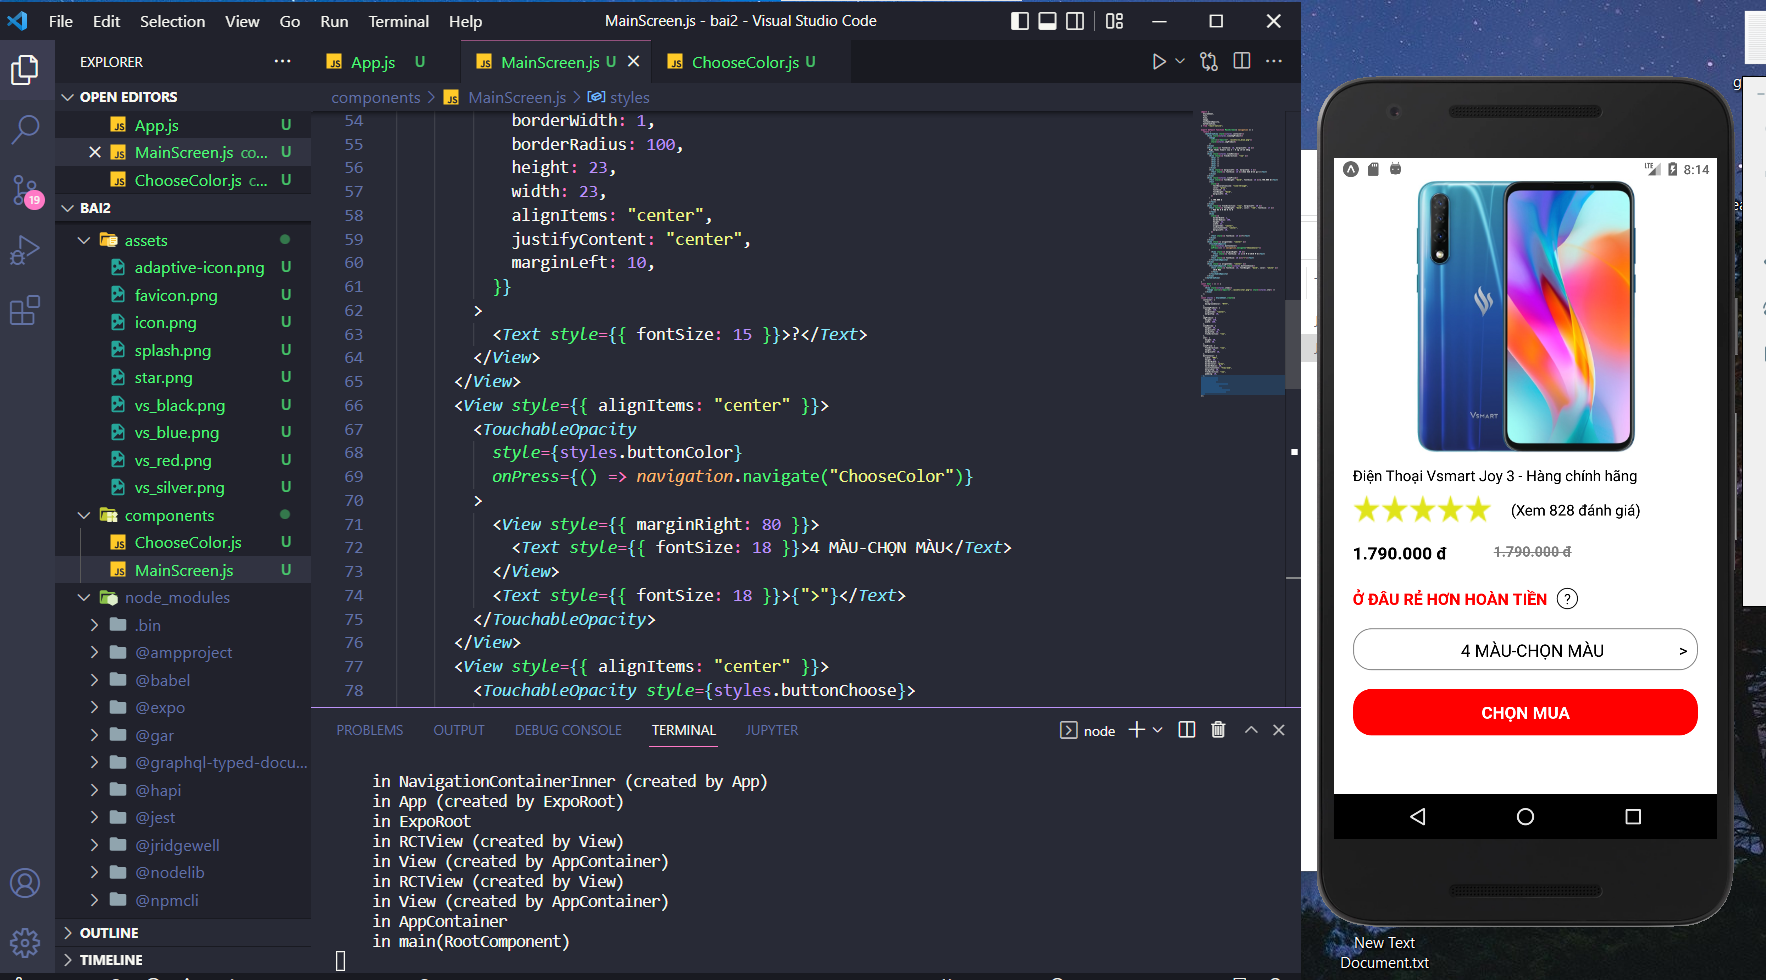 File Edit Selection View Go Run Terminal Help
MainScreen.js - bai2 - Visual Studio Code
EXPLORER
App.js U
MainScreen.js U
ChooseColor.js U
OPEN EDITORS
App.js U
MainScreen.js co... U
ChooseColor.js c... U
BAI2
assets
adaptive-icon.png U
favicon.png U
icon.png U
splash.png U
star.png U
vs_black.png U
vs_blue.png U
vs_red.png U
vs_silver.png U
components
ChooseColor.js U
MainScreen.js U
node_modules
.bin
@ampproject
@babel
@expo
@gar
@graphql-typed-docu...
@hapi
@jest
@jridgewell
@nodelib
@npmcli
OUTLINE
TIMELINE
19
components > MainScreen.js > styles
54 borderWidth: 1,
55 borderRadius: 100,
56 height: 23,
57 width: 23,
58 alignItems: "center",
59 justifyContent: "center",
60 marginLeft: 10,
61 }}
62 >
63 <Text style={{ fontSize: 15 }}>?</Text>
64 </View>
65 </View>
66 <View style={{ alignItems: "center" }}>
67 <TouchableOpacity
68 style={styles.buttonColor}
69 onPress={() => navigation.navigate("ChooseColor")}
70 >
71 <View style={{ marginRight: 80 }}>
72 <Text style={{ fontSize: 18 }}>4 MÀU-CHỌN MÀU</Text>
73 </View>
74 <Text style={{ fontSize: 18 }}>{">"}</Text>
75 </TouchableOpacity>
76 </View>
77 <View style={{ alignItems: "center" }}>
78 <TouchableOpacity style={styles.buttonChoose}>
PROBLEMS OUTPUT DEBUG CONSOLE TERMINAL JUPYTER
node
in NavigationContainerInner (created by App)
in App (created by ExpoRoot)
in ExpoRoot
in RCTView (created by View)
in View (created by AppContainer)
in RCTView (created by View)
in View (created by AppContainer)
in AppContainer
in main(RootComponent)
LTE 8:14
VSMART
Điện Thoại Vsmart Joy 3 - Hàng chính hãng
(Xem 828 đánh giá)
1.790.000 đ 1.790.000 đ
Ở ĐÂU RẺ HƠN HOÀN TIỀN ?
4 MÀU-CHỌN MÀU >
CHỌN MUA
New Text
Document.txt